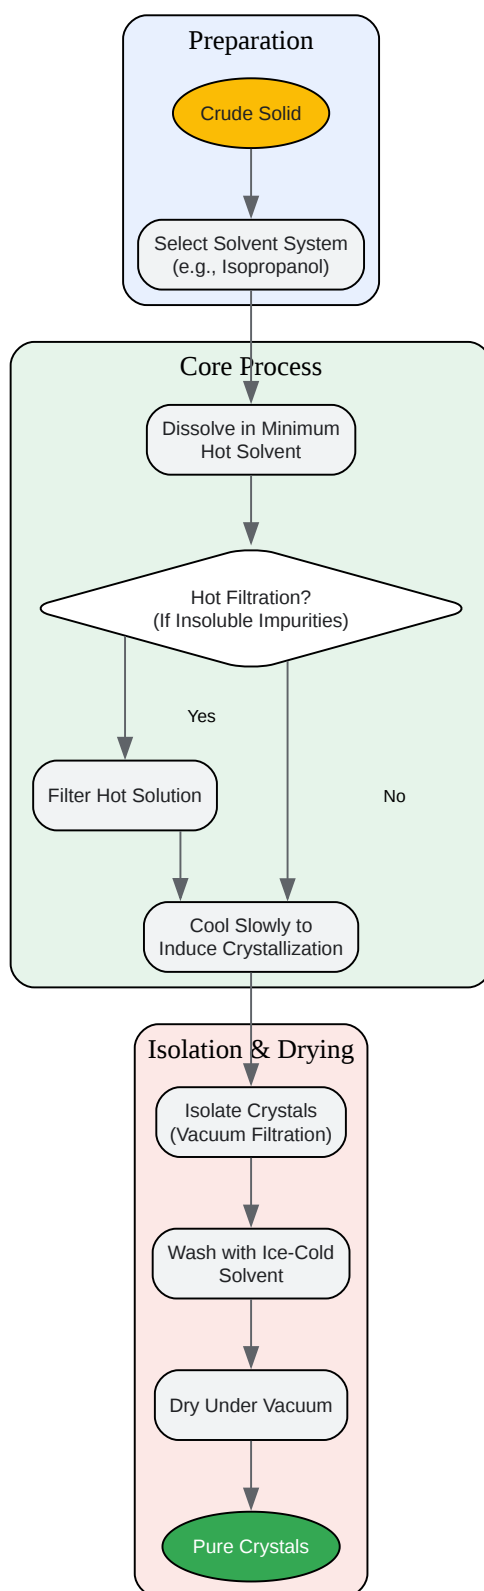 Preparation
Crude Solid
Select Solvent System
(e.g., Isopropanol)
Core Process
Dissolve in Minimum
Hot Solvent
Hot Filtration?
(If Insoluble Impurities)
Yes
Filter Hot Solution
No
Cool Slowly to
Induce Crystallization
Isolation & Drying
Isolate Crystals
(Vacuum Filtration)
Wash with Ice-Cold
Solvent
Dry Under Vacuum
Pure Crystals